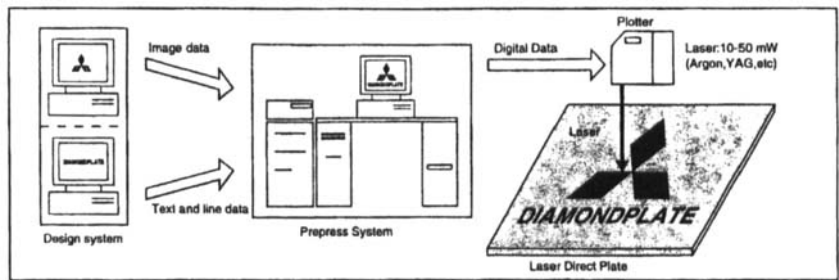 Image data
Text and line data
DIAMONDPLATE
Design system
DIAMONDPLATE
Prepress System
Digital Data
Plotter
Laser:10-50 mW
(Argon,YAG,etc)
Laser
DIAMONDPLATE
Laser Direct Plate